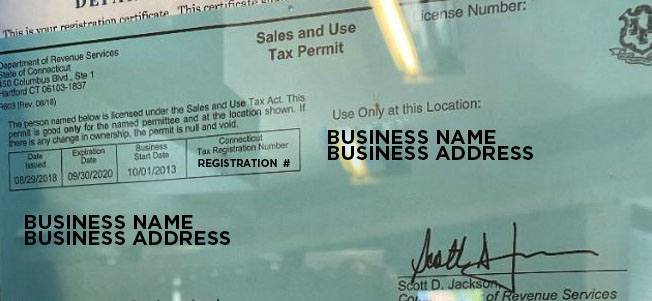 This is your registration certificate. This certificate
Sales and Use
Tax Permit
License Number:
Department of Revenue Services
State of Connecticut
450 Columbus Blvd., Ste 1
Hartford CT 06103-1837
R603 (Rev. 08/18)
The person named below is licensed under the Sales and Use Tax Act. This
permit is good only for the named permittee and at the location shown. If
there is any change in ownership, the permit is null and void.
Date Issued
Expiration Date
Business Start Date
Connecticut Tax Registration Number
08/29/2018
09/30/2020
10/01/2013
REGISTRATION #
Use Only at this Location:
BUSINESS NAME
BUSINESS ADDRESS
BUSINESS NAME
BUSINESS ADDRESS
Scott D. Jackson,
of Revenue Services